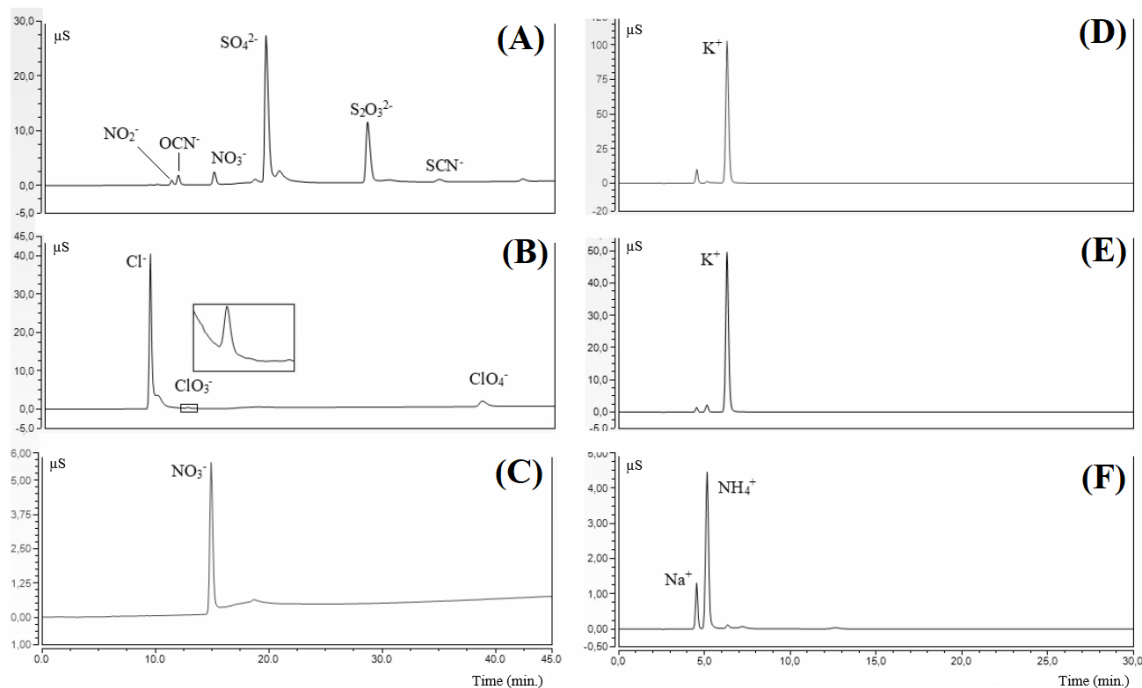 30,0
µS
(A)
SO₄²⁻
20,0
S₂O₃²⁻
10,0
NO₂⁻
OCN⁻
NO₃⁻
SCN⁻
0,0
-5,0
45,0
µS
(B)
40,0
Cl⁻
30,0
20,0
10,0
ClO₃⁻
ClO₄⁻
0,0
-5,0
6,00
µS
(C)
NO₃⁻
5,75
2,50
1,25
0,00
1,00
0.0
10.0
20.0
30.0
45.0
Time (min.)
120
µS
(D)
K⁺
100
75
50
25
0
-20
µS
(E)
50,0
K⁺
40,0
30,0
20,0
10,0
0,0
-5,0
5,00
µS
(F)
NH₄⁺
4,00
3,00
2,00
Na⁺
1,00
0,00
-0,50
0,0
5,0
10,0
15,0
20,0
25,0
30,0
Time (min.)